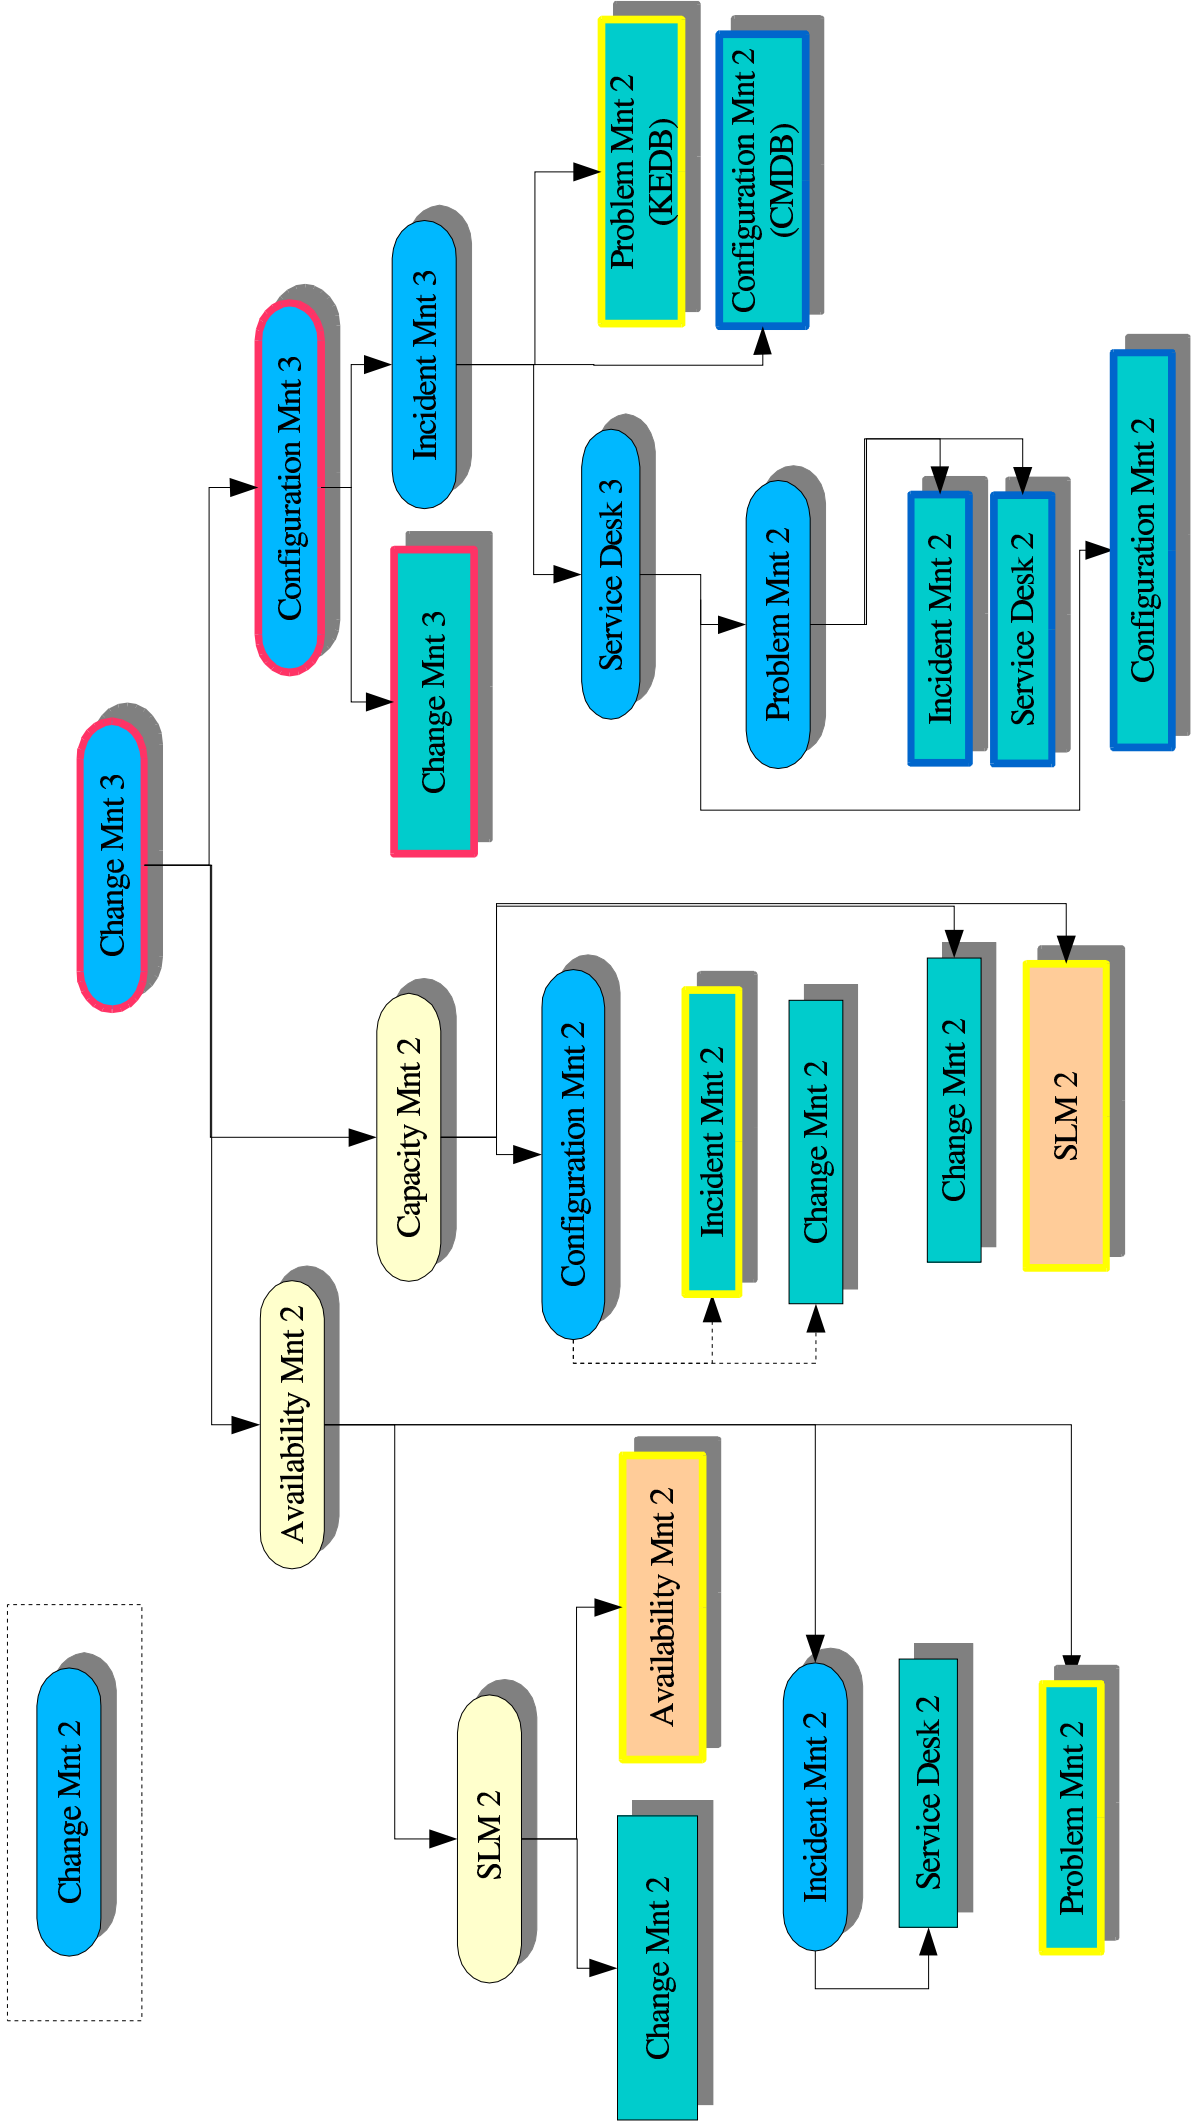 Change Mnt 2
Change Mnt 3
Availability Mnt 2
Capacity Mnt 2
Configuration Mnt 3
SLM 2
Change Mnt 2
Availability Mnt 2
Incident Mnt 2
Service Desk 2
Problem Mnt 2
Configuration Mnt 2
Incident Mnt 2
Change Mnt 2
Change Mnt 2
SLM 2
Change Mnt 3
Incident Mnt 3
Service Desk 3
Problem Mnt 2
(KEDB)
Configuration Mnt 2
(CMDB)
Problem Mnt 2
Incident Mnt 2
Service Desk 2
Configuration Mnt 2